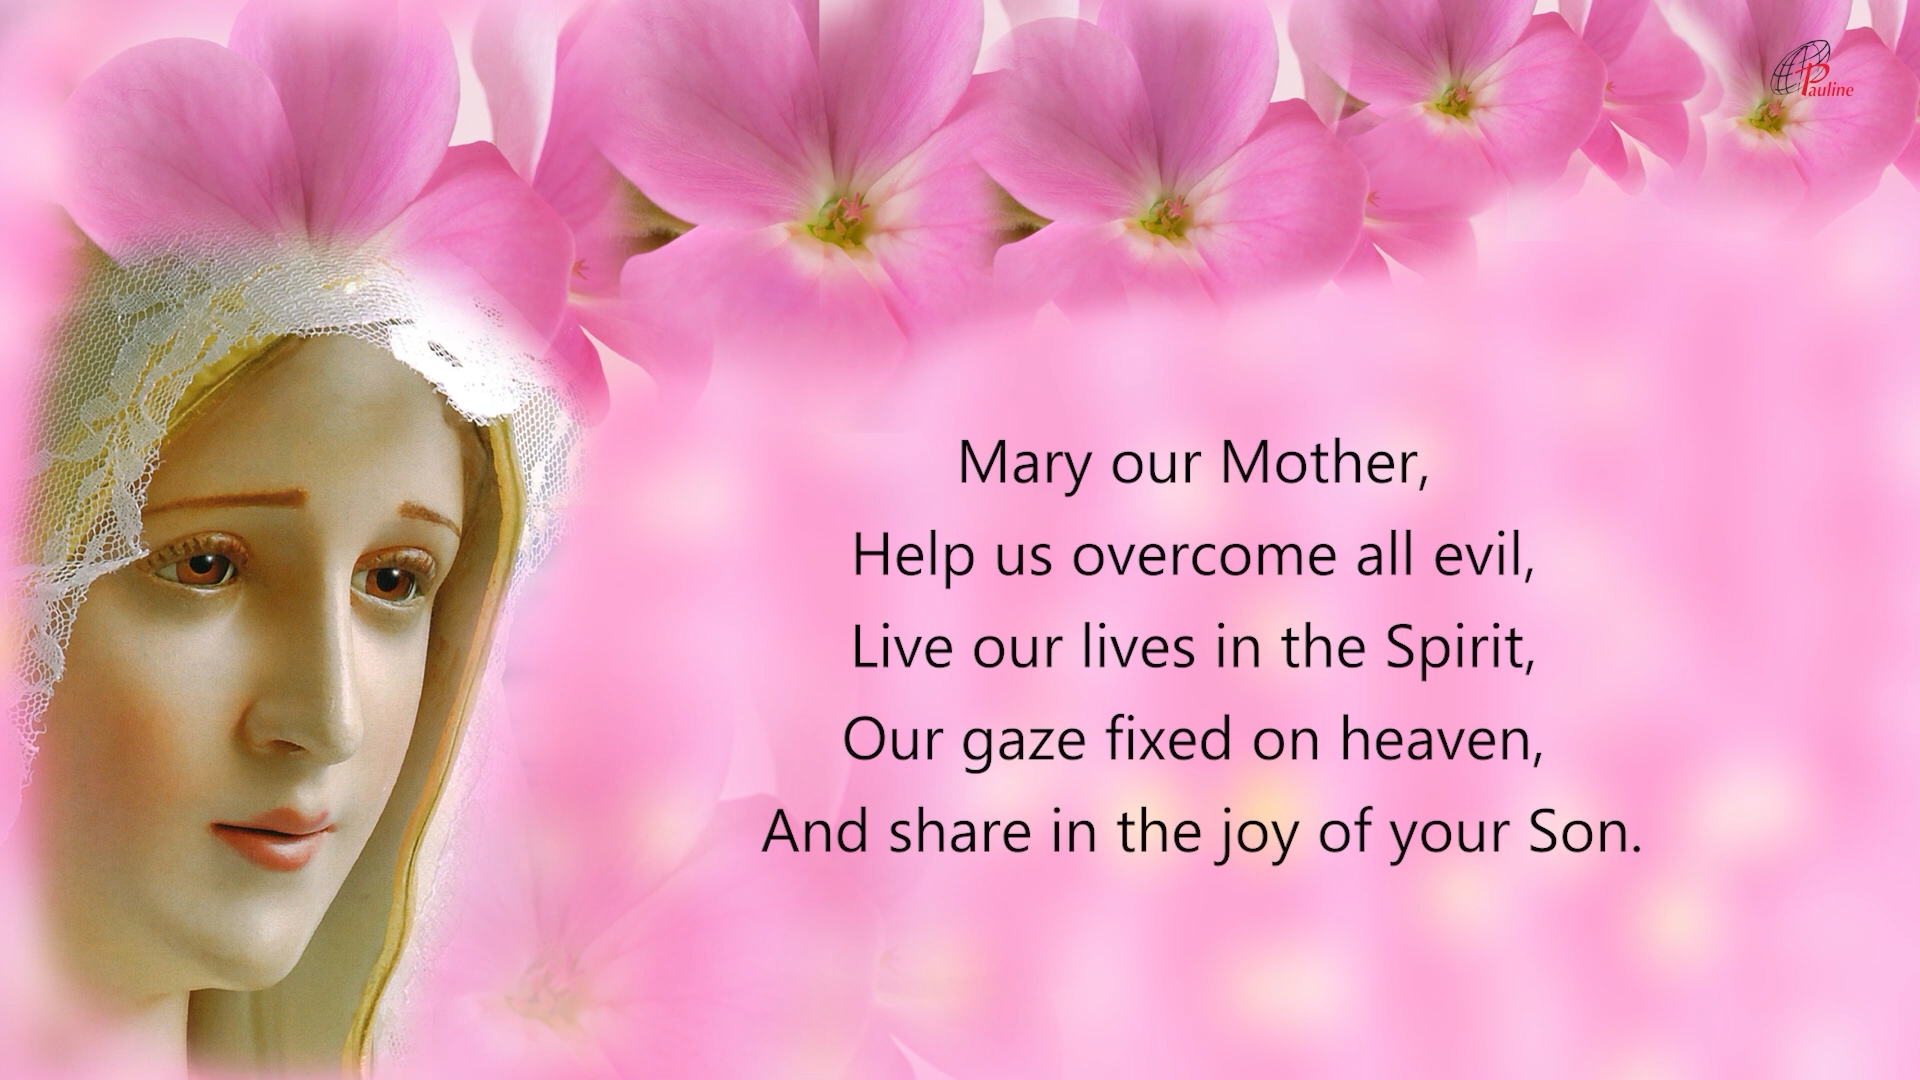 Pauline
Mary our Mother,
Help us overcome all evil,
Live our lives in the Spirit,
Our gaze fixed on heaven,
And share in the joy of your Son.